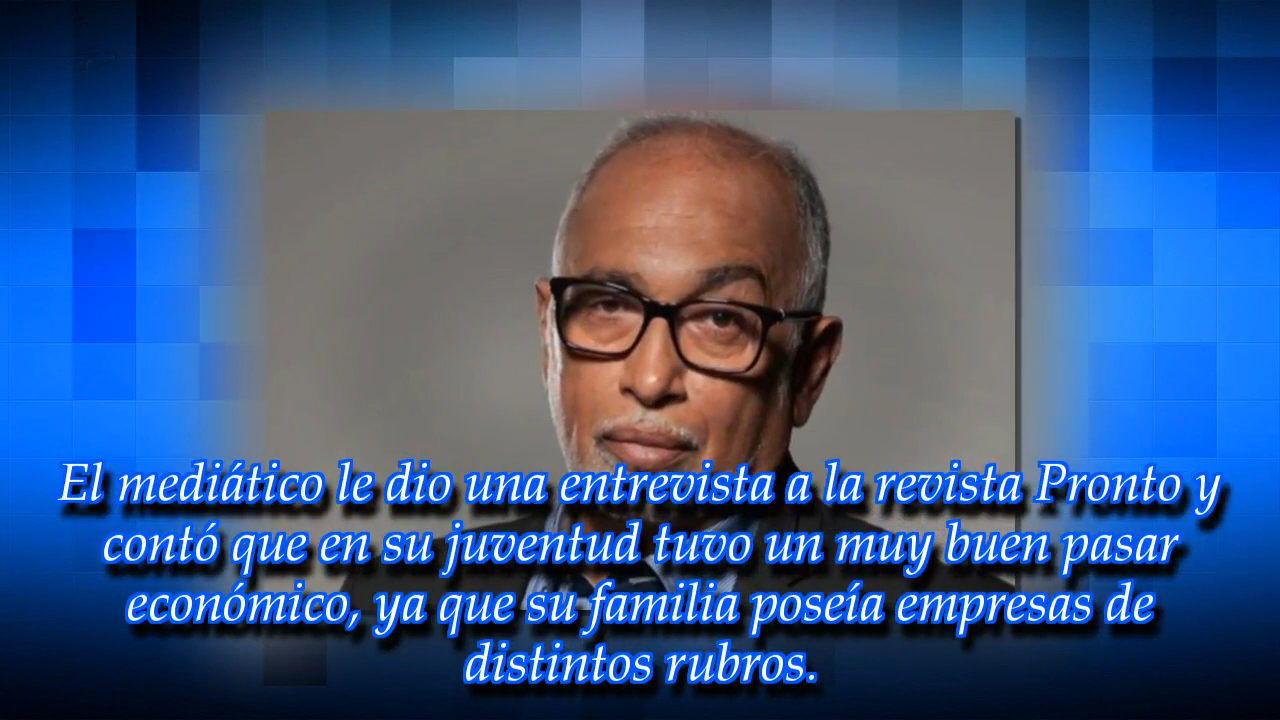 El mediático le dio una entrevista a la revista Pronto y
contó que en su juventud tuvo un muy buen pasar
económico, ya que su familia poseía empresas de
distintos rubros.